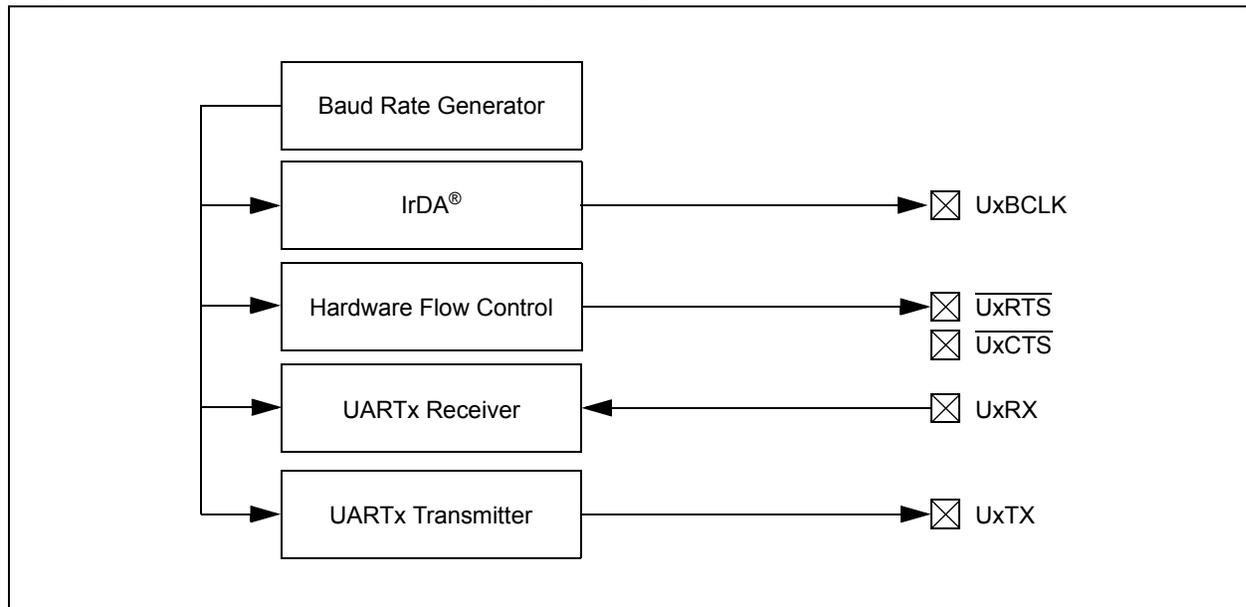 Baud Rate Generator
IrDA®
UxBCLK
Hardware Flow Control
UxRTS
UxCTS
UARTx Receiver
UxRX
UARTx Transmitter
UxTX